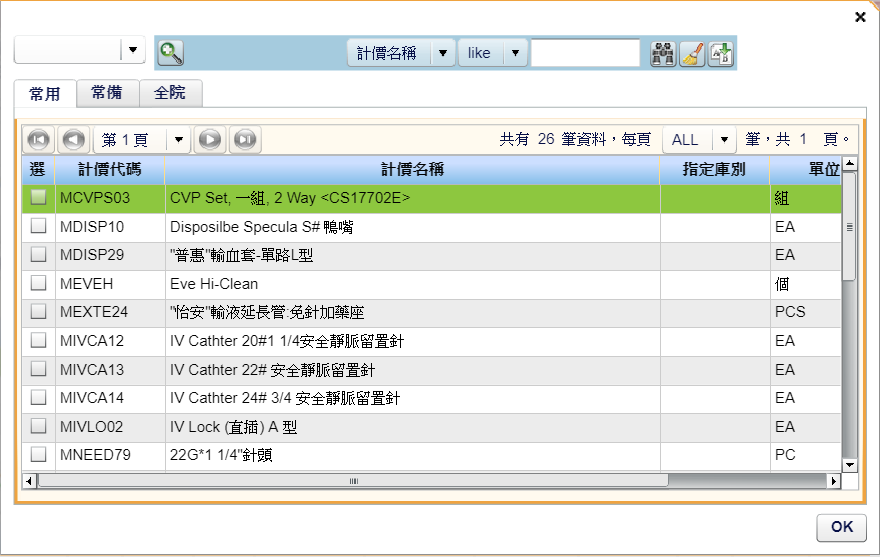 計價名稱 like
常用 常備 全院
第 1 頁 共有 26 筆資料，每頁 ALL 筆，共 1 頁。
選 計價代碼 計價名稱 指定庫別 單位
MCVPS03 CVP Set, 一組, 2 Way <CS17702E> 組
MDISP10 Disposilbe Specula S# 鴨嘴 EA
MDISP29 "普惠"輸血套-單路L型 EA
MEVEH Eve Hi-Clean 個
MEXTE24 "怡安"輸液延長管:免針加藥座 PCS
MIVCA12 IV Cathter 20#1 1/4安全靜脈留置針 EA
MIVCA13 IV Cathter 22# 安全靜脈留置針 EA
MIVCA14 IV Cathter 24# 3/4 安全靜脈留置針 EA
MIVLO02 IV Lock (直插) A 型 EA
MNEED79 22G*1 1/4"針頭 PC
OK